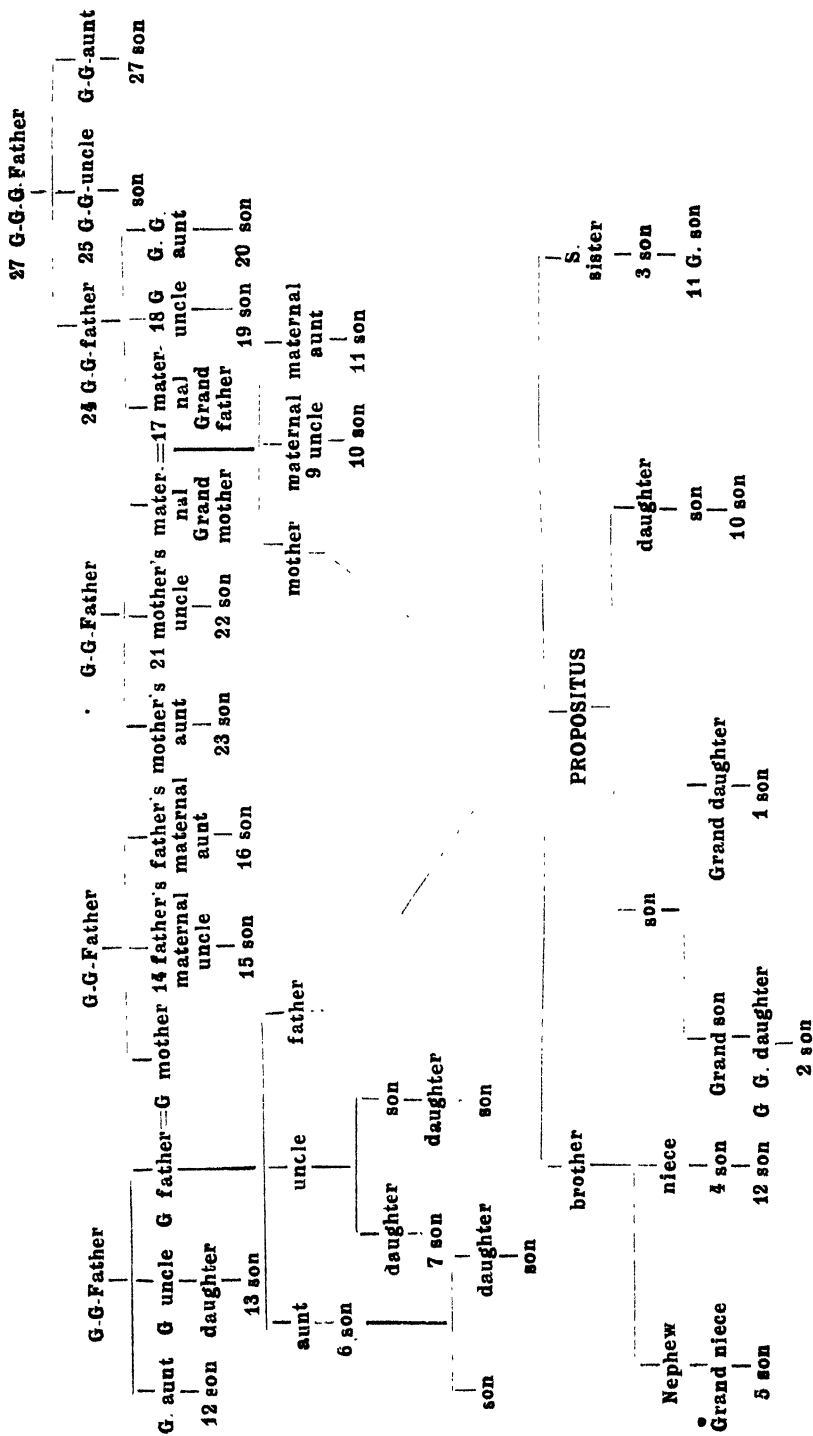 27 G-G-G.Father
G-G-Father G.G-Father G-G-Father 24 G-G-father 25 G-G-uncle G-G-aunt
son 27 son
G. aunt G uncle G father=G mother 14 father's father's mother's 21 mother's mater-=17 mater- 18 G G. G.
maternal maternal aunt uncle nal nal uncle aunt
12 son daughter uncle aunt 23 son 22 son Grand Grand
mother father
13 son 15 son 16 son 19 son 20 son
aunt uncle father mother maternal maternal
9 uncle aunt
6 son 10 son 11 son
daughter son
7 son daughter
son daughter son
son
brother PROPOSITUS S.
sister
son daughter 3 son
Nephew niece
son 11 G. son
Grand niece 4 son Grand son Grand daughter
10 son
5 son 12 son G G. daughter 1 son
2 son